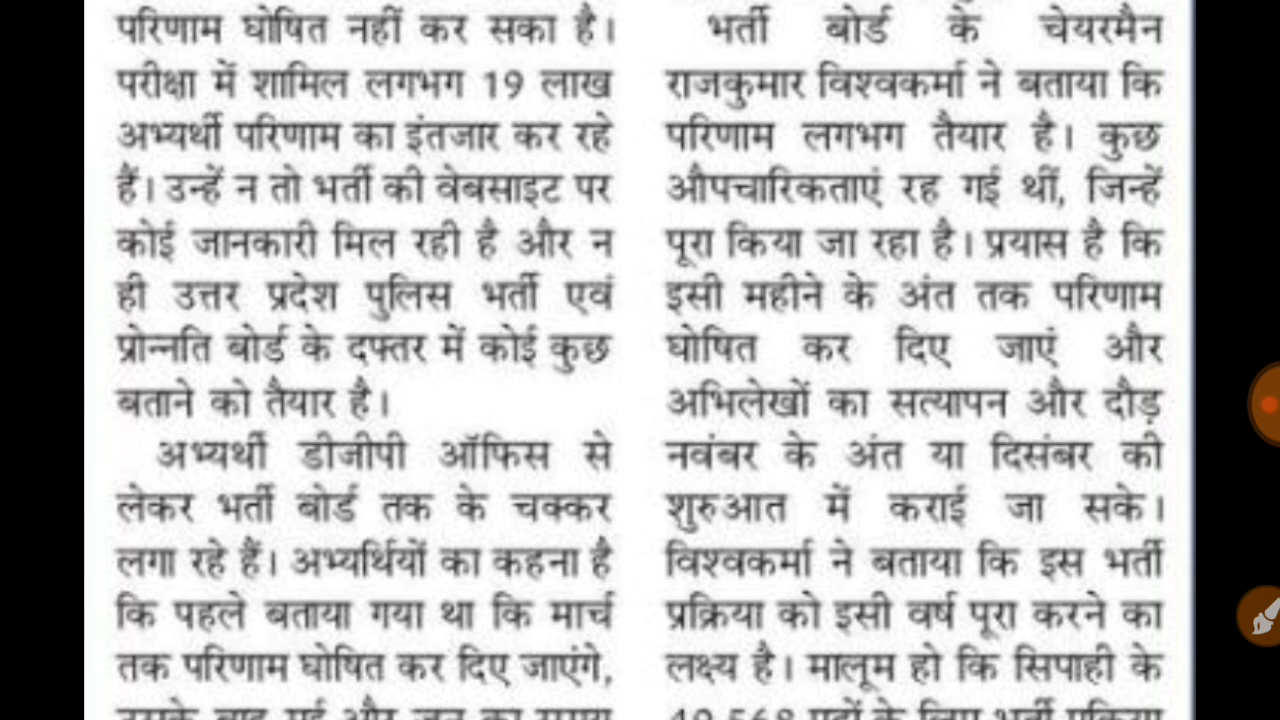 परिणाम घोषित नहीं कर सका है।
परीक्षा में शामिल लगभग 19 लाख
अभ्यर्थी परिणाम का इंतजार कर रहे
हैं। उन्हें न तो भर्ती की वेबसाइट पर
कोई जानकारी मिल रही है और न
ही उत्तर प्रदेश पुलिस भर्ती एवं
प्रोन्नति बोर्ड के दफ्तर में कोई कुछ
बताने को तैयार है।
अभ्यर्थी डीजीपी ऑफिस से
लेकर भर्ती बोर्ड तक के चक्कर
लगा रहे हैं। अभ्यर्थियों का कहना है
कि पहले बताया गया था कि मार्च
तक परिणाम घोषित कर दिए जाएंगे,
भर्ती बोर्ड के चेयरमैन
राजकुमार विश्वकर्मा ने बताया कि
परिणाम लगभग तैयार है। कुछ
औपचारिकताएं रह गई थीं, जिन्हें
पूरा किया जा रहा है। प्रयास है कि
इसी महीने के अंत तक परिणाम
घोषित कर दिए जाएं और
अभिलेखों का सत्यापन और दौड़
नवंबर के अंत या दिसंबर की
शुरुआत में कराई जा सके।
विश्वकर्मा ने बताया कि इस भर्ती
प्रक्रिया को इसी वर्ष पूरा करने का
लक्ष्य है। मालूम हो कि सिपाही के